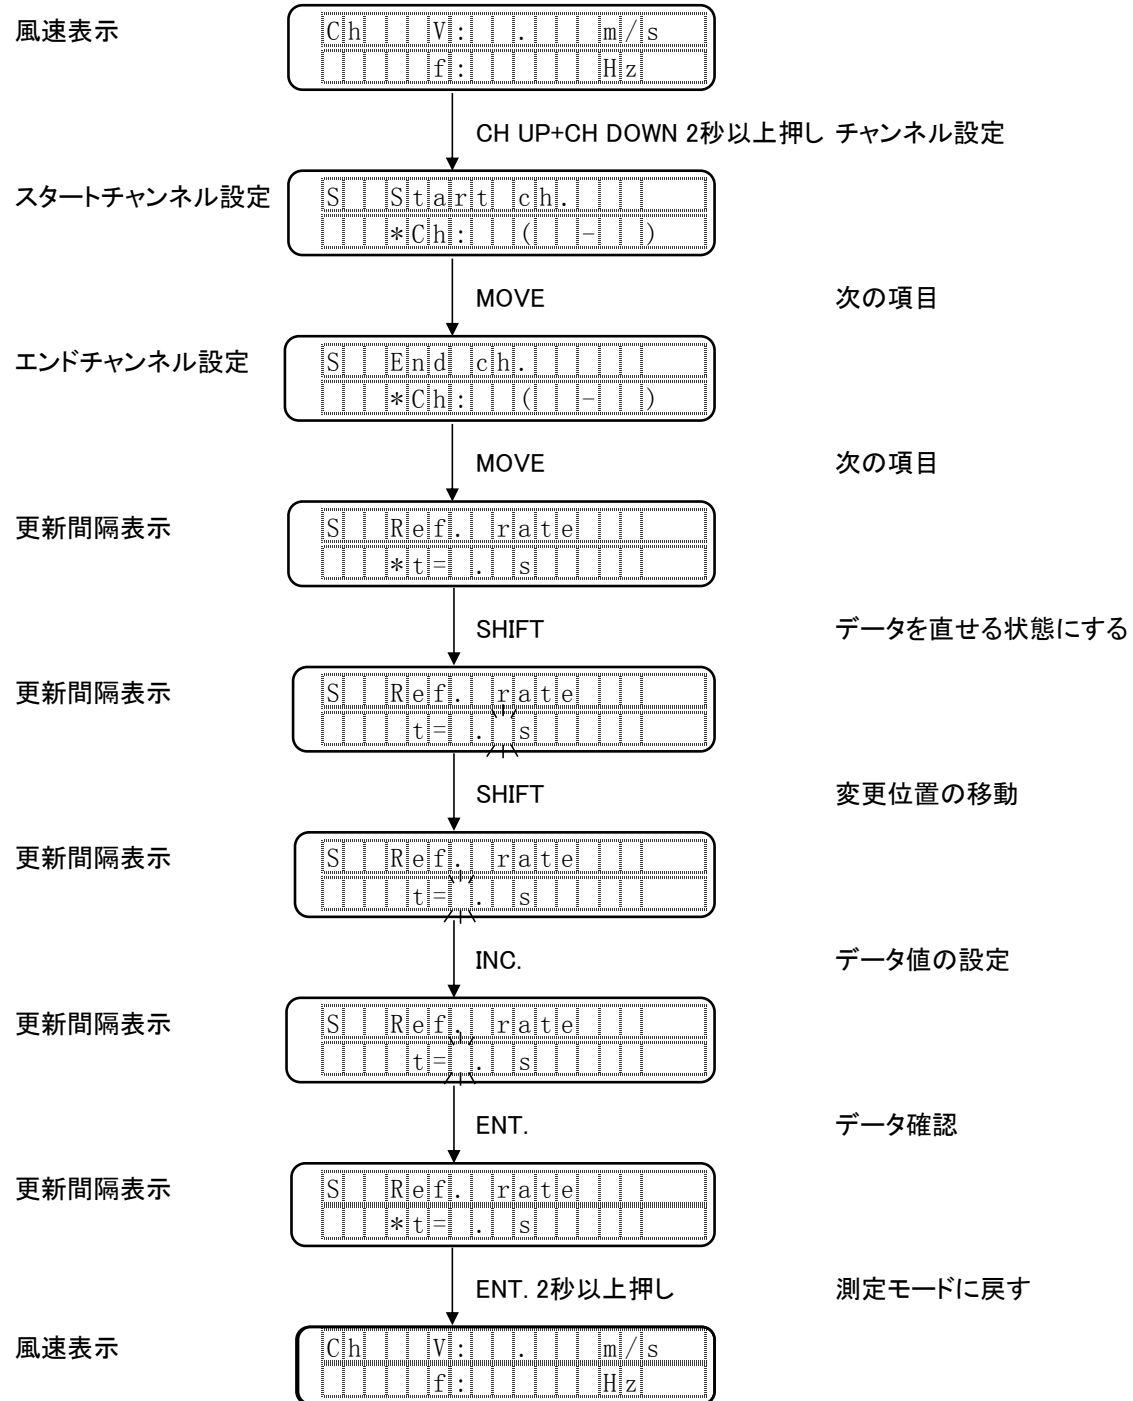 風速表示
Ch V: . m/s
f: Hz
CH UP+CH DOWN 2秒以上押し チャンネル設定
スタートチャンネル設定
S Start ch.
*Ch: ( - )
MOVE 次の項目
エンドチャンネル設定
S End ch.
*Ch: ( - )
MOVE 次の項目
更新間隔表示
S Ref. rate
*t= . s
SHIFT データを直せる状態にする
更新間隔表示
S Ref. rate
t= . s
SHIFT 変更位置の移動
更新間隔表示
S Ref. rate
t= . s
INC. データ値の設定
更新間隔表示
S Ref. rate
t= . s
ENT. データ確認
更新間隔表示
S Ref. rate
*t= . s
ENT. 2秒以上押し 測定モードに戻す
風速表示
Ch V: . m/s
f: Hz